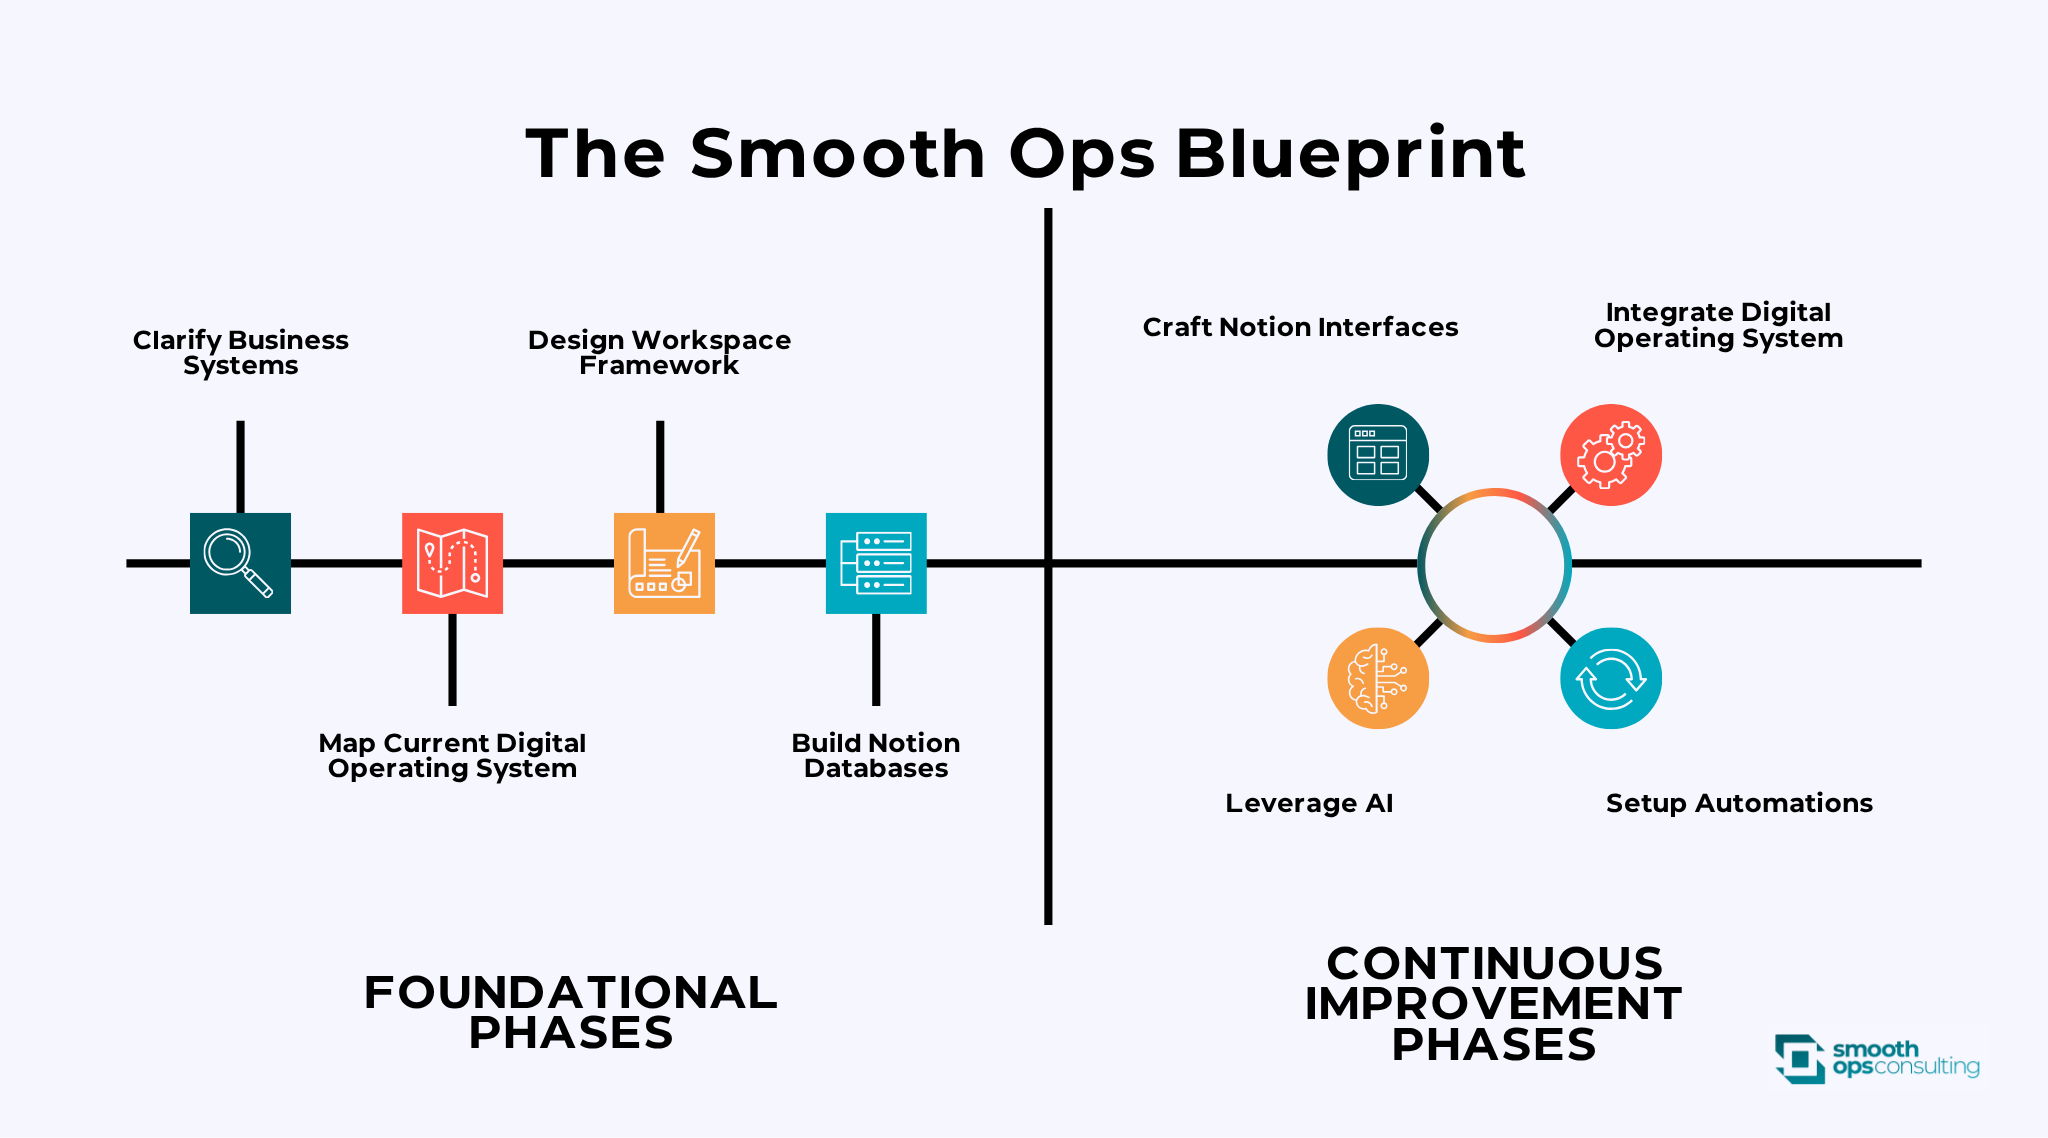 The Smooth Ops Blueprint
Clarify Business
Systems
Design Workspace
Framework
Map Current Digital
Operating System
Build Notion
Databases
Craft Notion Interfaces
Integrate Digital
Operating System
Leverage AI
Setup Automations
FOUNDATIONAL
PHASES
CONTINUOUS
IMPROVEMENT
PHASES
smooth
opsconsulting